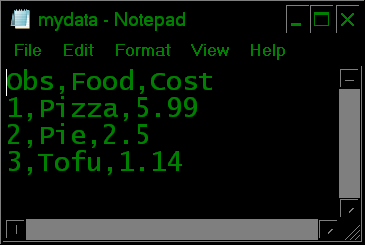 mydata - Notepad
File Edit Format View Help
Obs,Food,Cost
1,Pizza,5.99
2,Pie,2.5
3,Tofu,1.14